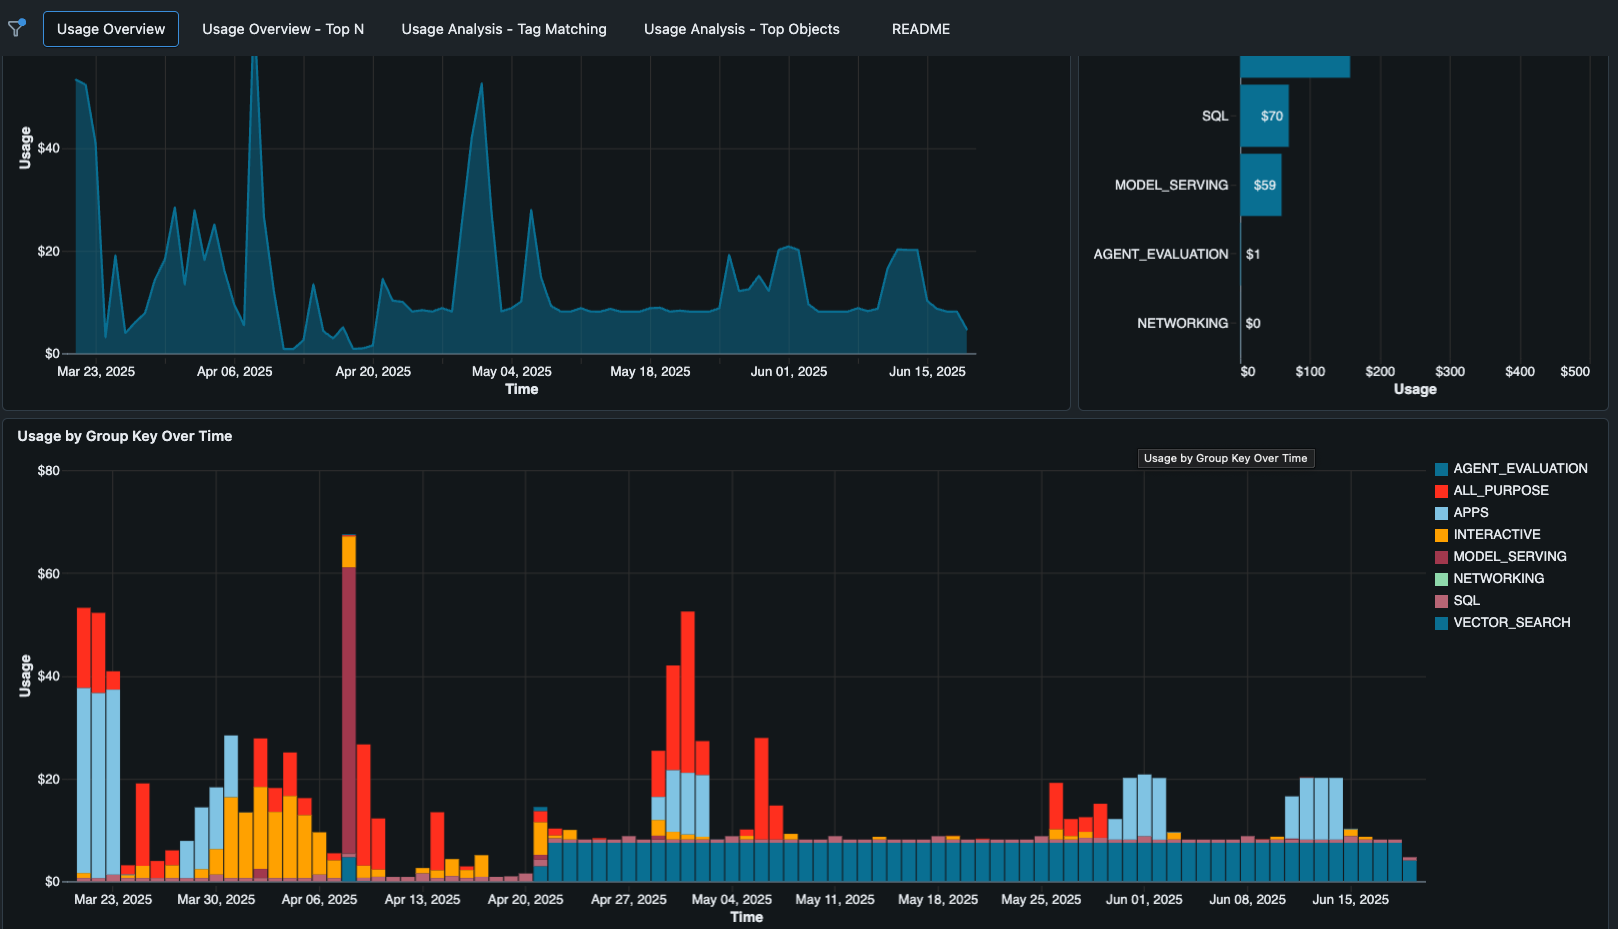 Usage Overview
Usage Overview - Top N
Usage Analysis - Tag Matching
Usage Analysis - Top Objects
README
Usage
$40
$20
$0
Mar 23, 2025
Apr 06, 2025
Apr 20, 2025
May 04, 2025
May 18, 2025
Jun 01, 2025
Jun 15, 2025
Time
SQL
$70
MODEL_SERVING
$59
AGENT_EVALUATION
$1
NETWORKING
$0
$0
$100
$200
$300
$400
$500
Usage
Usage by Group Key Over Time
Usage by Group Key Over Time
Usage
$80
$60
$40
$20
$0
Mar 23, 2025
Mar 30, 2025
Apr 06, 2025
Apr 13, 2025
Apr 20, 2025
Apr 27, 2025
May 04, 2025
May 11, 2025
May 18, 2025
May 25, 2025
Jun 01, 2025
Jun 08, 2025
Jun 15, 2025
Time
AGENT_EVALUATION
ALL_PURPOSE
APPS
INTERACTIVE
MODEL_SERVING
NETWORKING
SQL
VECTOR_SEARCH